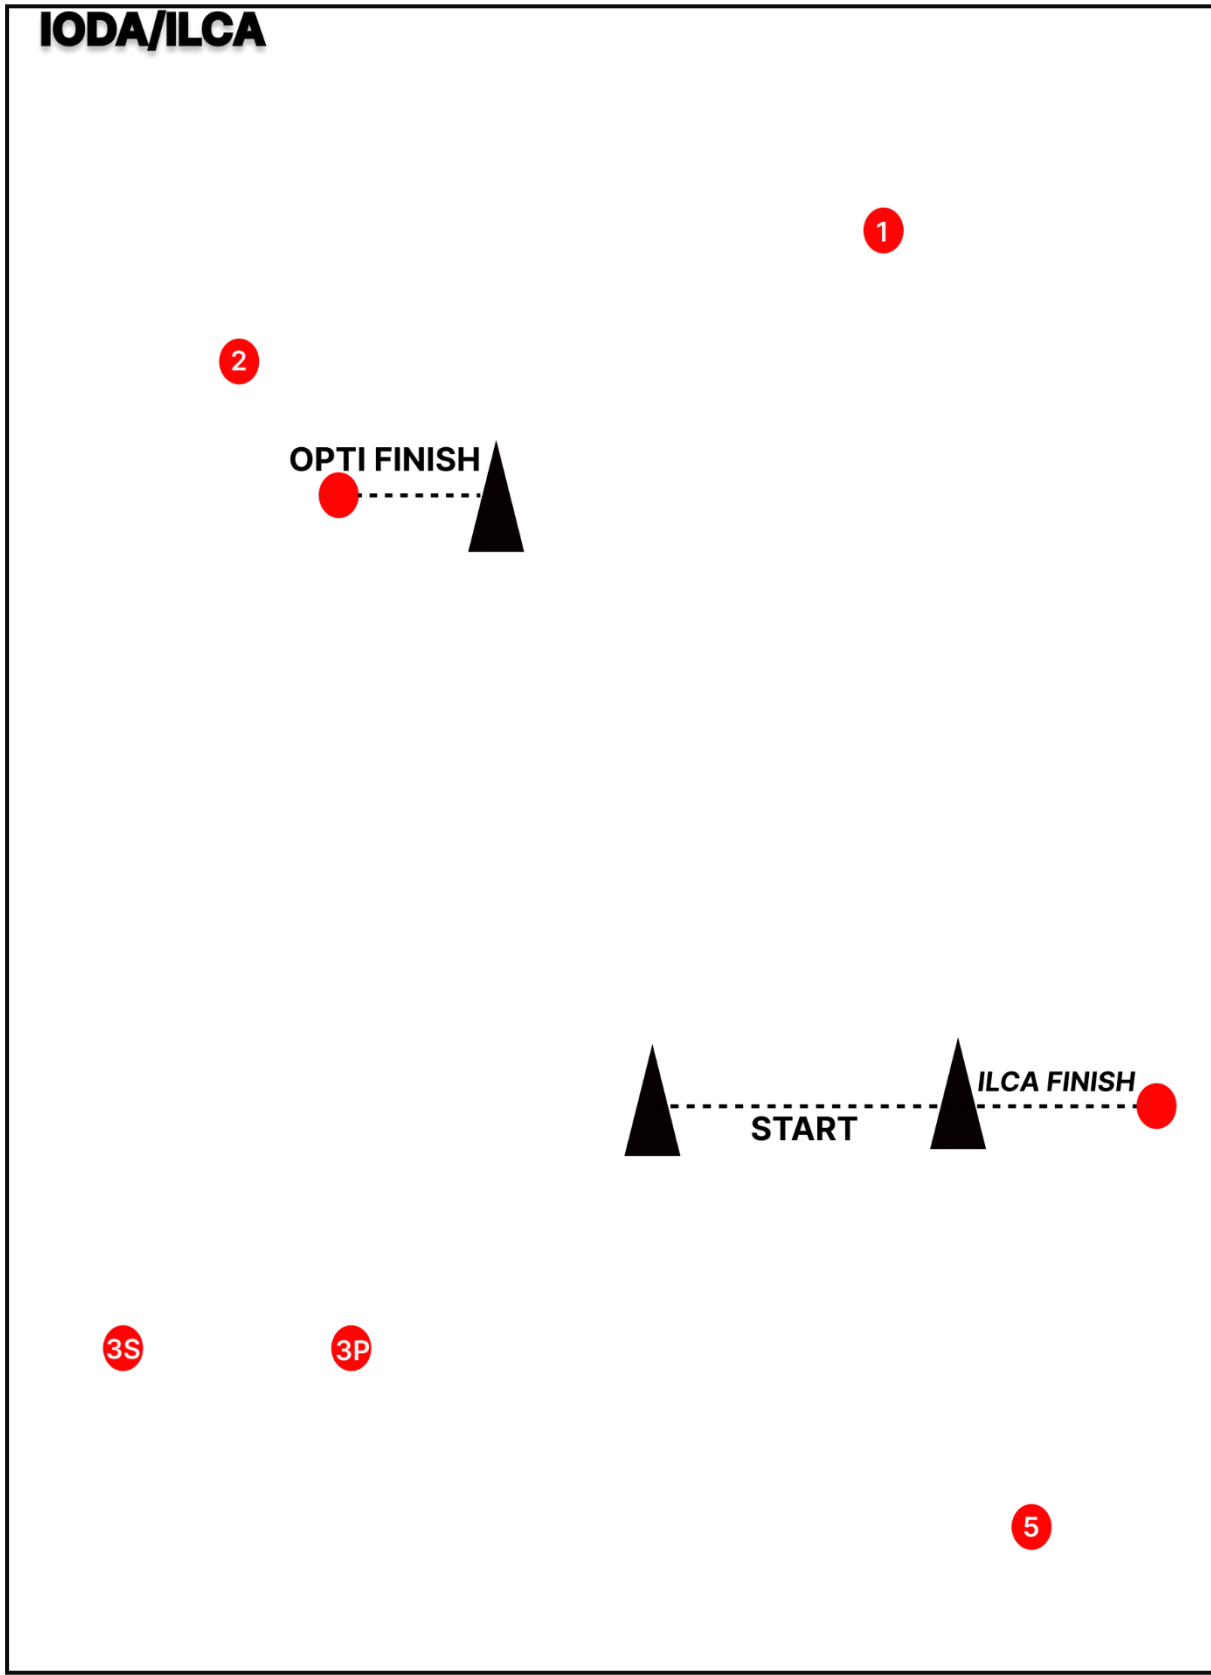 IODA/ILCA
1
2
OPTI FINISH
ILCA FINISH
START
3S
3P
5